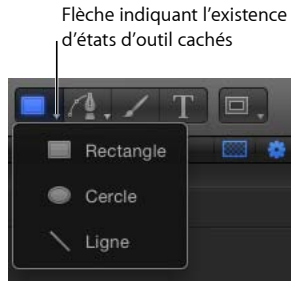 Flèche indiquant l’existence
d’états d’outil cachés
T
Rectangle
Cercle
Ligne